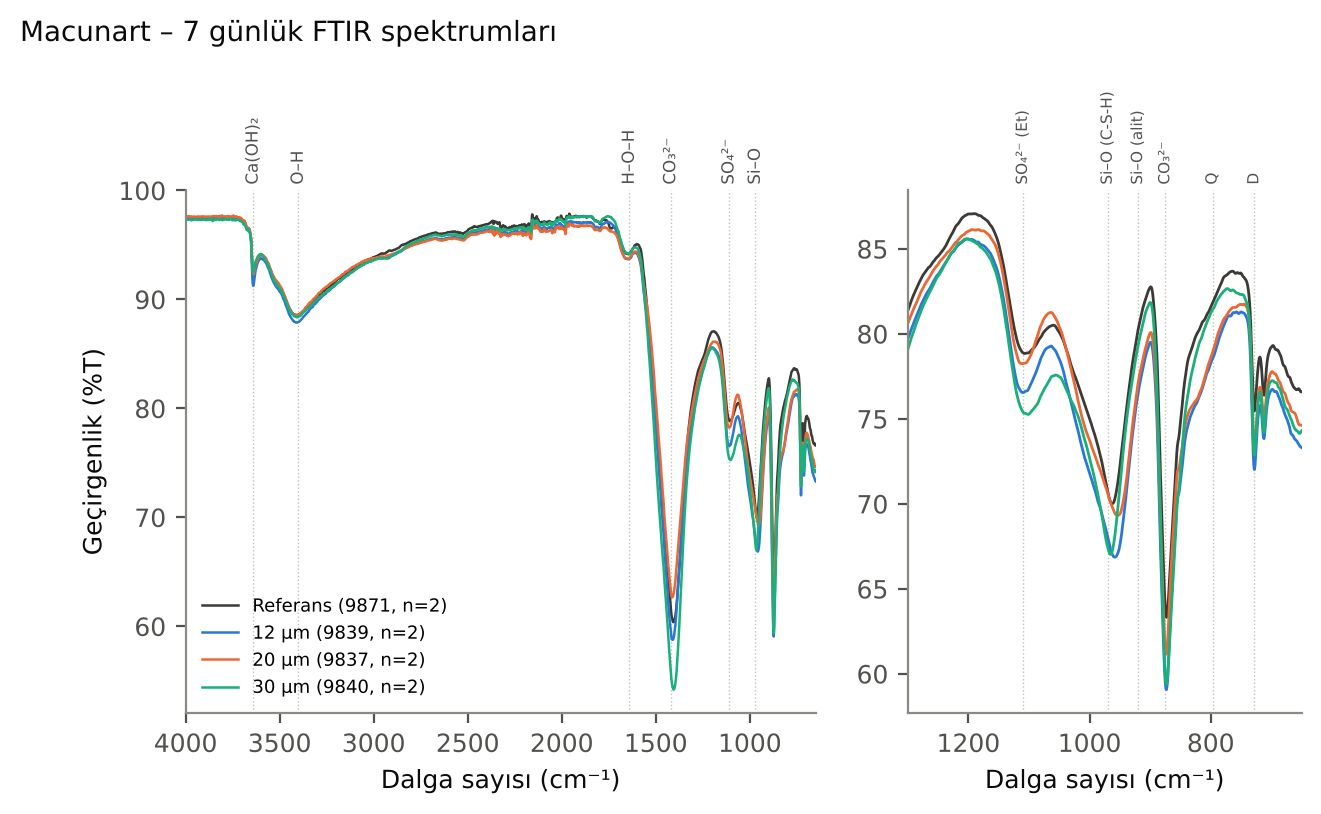 Macunart – 7 günlük FTIR spektrumları
Ca(OH)₂
O–H
H–O–H
CO₃²⁻
SO₄²⁻
Si–O
SO₄²⁻ (Et)
Si–O (C-S-H)
Si–O (alit)
CO₃²⁻
Q
D
Geçirgenlik (%T)
100
90
80
70
60
Referans (9871, n=2)
12 µm (9839, n=2)
20 µm (9837, n=2)
30 µm (9840, n=2)
4000 3500 3000 2500 2000 1500 1000
Dalga sayısı (cm⁻¹)
85
80
75
70
65
60
1200 1000 800
Dalga sayısı (cm⁻¹)